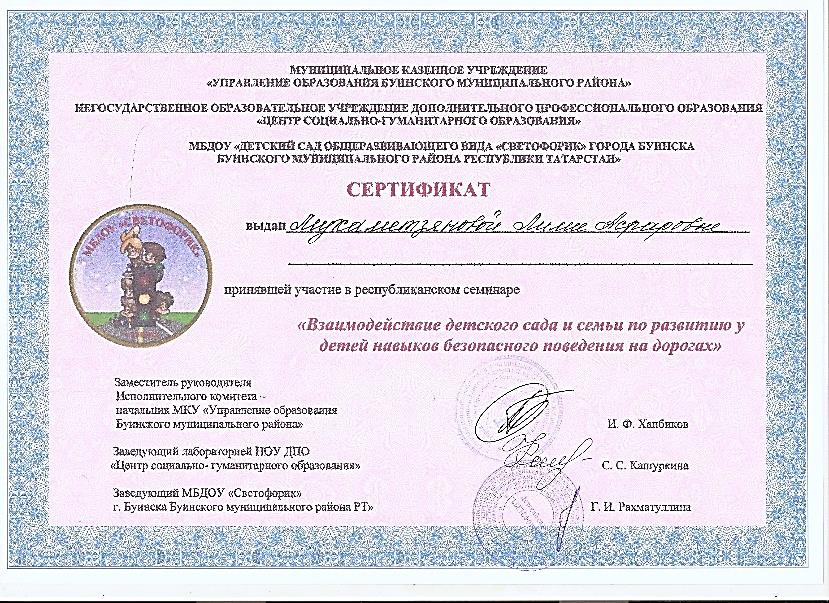 МУНИЦИПАЛЬНОЕ КАЗЕННОЕ УЧРЕЖДЕНИЕ
«УПРАВЛЕНИЕ ОБРАЗОВАНИЯ БУИНСКОГО МУНИЦИПАЛЬНОГО РАЙОНА»
НЕГОСУДАРСТВЕННОЕ ОБРАЗОВАТЕЛЬНОЕ УЧРЕЖДЕНИЕ ДОПОЛНИТЕЛЬНОГО ПРОФЕССИОНАЛЬНОГО ОБРАЗОВАНИЯ
«ЦЕНТР СОЦИАЛЬНО-ГУМАНИТАРНОГО ОБРАЗОВАНИЯ»
МБДОУ «ДЕТСКИЙ САД ОБЩЕРАЗВИВАЮЩЕГО ВИДА «СВЕТОФОРИК» ГОРОДА БУИНСКА
БУИНСКОГО МУНИЦИПАЛЬНОГО РАЙОНА РЕСПУБЛИКИ ТАТАРСТАН»
СЕРТИФИКАТ
МБДОУ «СВЕТОФОРИК»
выдан Мухаметзяновой Лилие Асраровне
принявшей участие в республиканском семинаре
«Взаимодействие детского сада и семьи по развитию у
детей навыков безопасного поведения на дорогах»
Заместитель руководителя
Исполнительного комитета -
начальник МКУ «Управление образования
Буинского муниципального района»
И. Ф. Хапбиков
Заведующий лабораторией НОУ ДПО
«Центр социально- гуманитарного образования»
С. С. Кашуркина
Заведующий МБДОУ «Светофорик»
г. Буинска Буинского муниципального района РТ»
Г. И. Рахматуллина